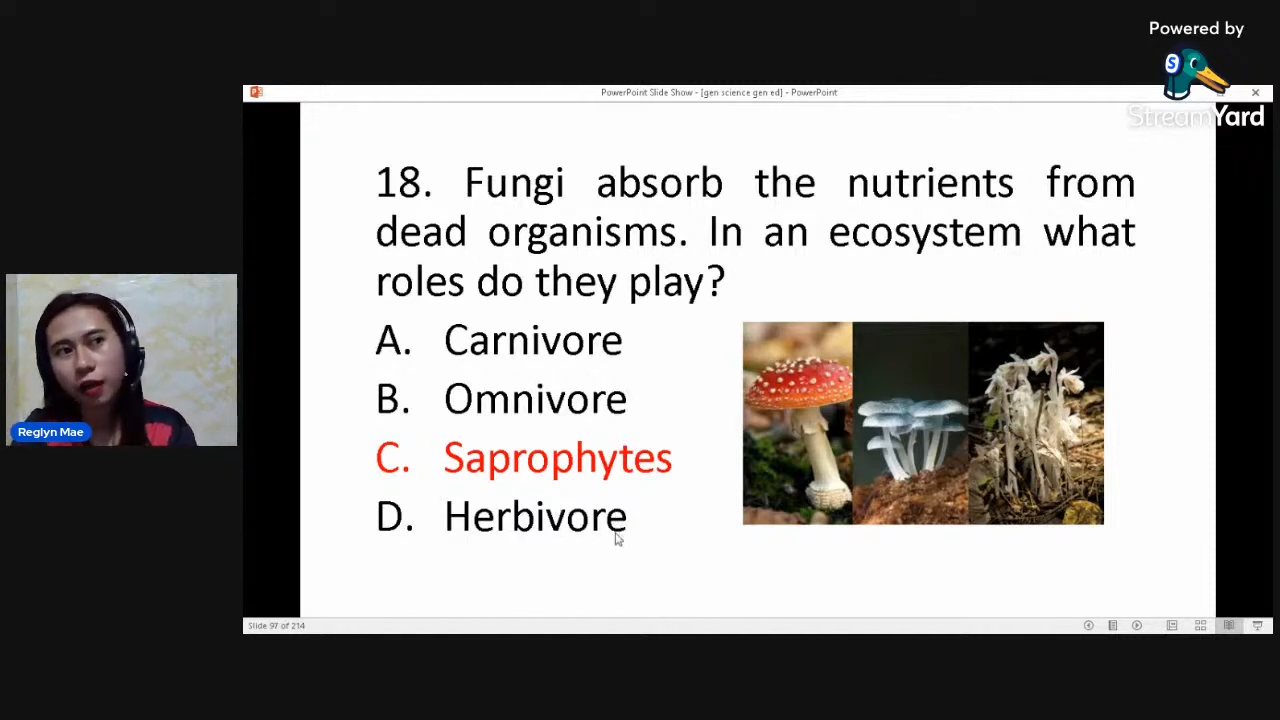 Powered by
StreamYard
PowerPoint Slide Show - [gen science gen ed] - PowerPoint
18. Fungi absorb the nutrients from
dead organisms. In an ecosystem what
roles do they play?
A. Carnivore
B. Omnivore
C. Saprophytes
D. Herbivore
Reglyn Mae
Slide 97 of 214